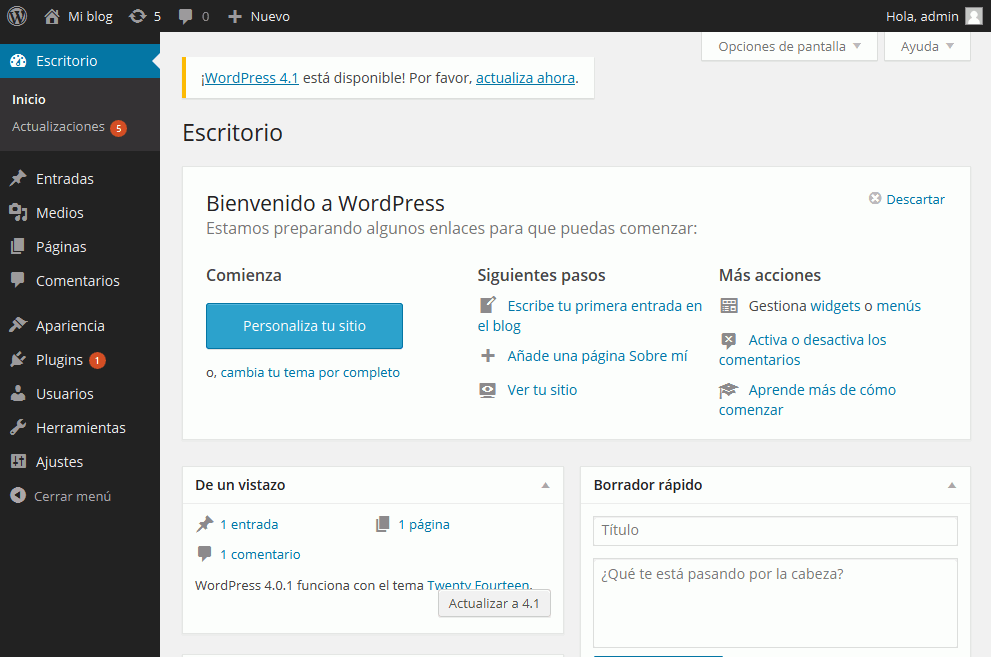 Mi blog 5 0 Nuevo Hola, admin
Opciones de pantalla Ayuda
Escritorio
Inicio
Actualizaciones 5
Entradas
Medios
Páginas
Comentarios
Apariencia
Plugins 1
Usuarios
Herramientas
Ajustes
Cerrar menú
¡WordPress 4.1 está disponible! Por favor, actualiza ahora.
Escritorio
Bienvenido a WordPress
Descartar
Estamos preparando algunos enlaces para que puedas comenzar:
Comienza
Personaliza tu sitio
o, cambia tu tema por completo
Siguientes pasos
Escribe tu primera entrada en
el blog
Añade una página Sobre mí
Ver tu sitio
Más acciones
Gestiona widgets o menús
Activa o desactiva los
comentarios
Aprende más de cómo
comenzar
De un vistazo
1 entrada 1 página
1 comentario
WordPress 4.0.1 funciona con el tema Twenty Fourteen.
Actualizar a 4.1
Borrador rápido
Título
¿Qué te está pasando por la cabeza?